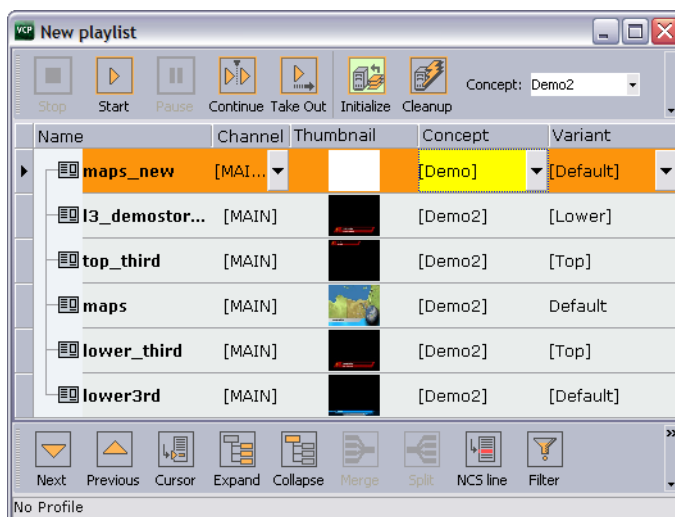 VCP New playlist
Stop Start Pause Continue Take Out Initialize Cleanup Concept: Demo2
Name Channel Thumbnail Concept Variant
maps_new [MAI... [Demo] [Default]
l3_demostor... [MAIN] [Demo2] [Lower]
top_third [MAIN] [Demo2] [Top]
maps [MAIN] [Demo2] Default
lower_third [MAIN] [Demo2] [Top]
lower3rd [MAIN] [Demo2] [Default]
Next Previous Cursor Expand Collapse Merge Split NCS line Filter
No Profile